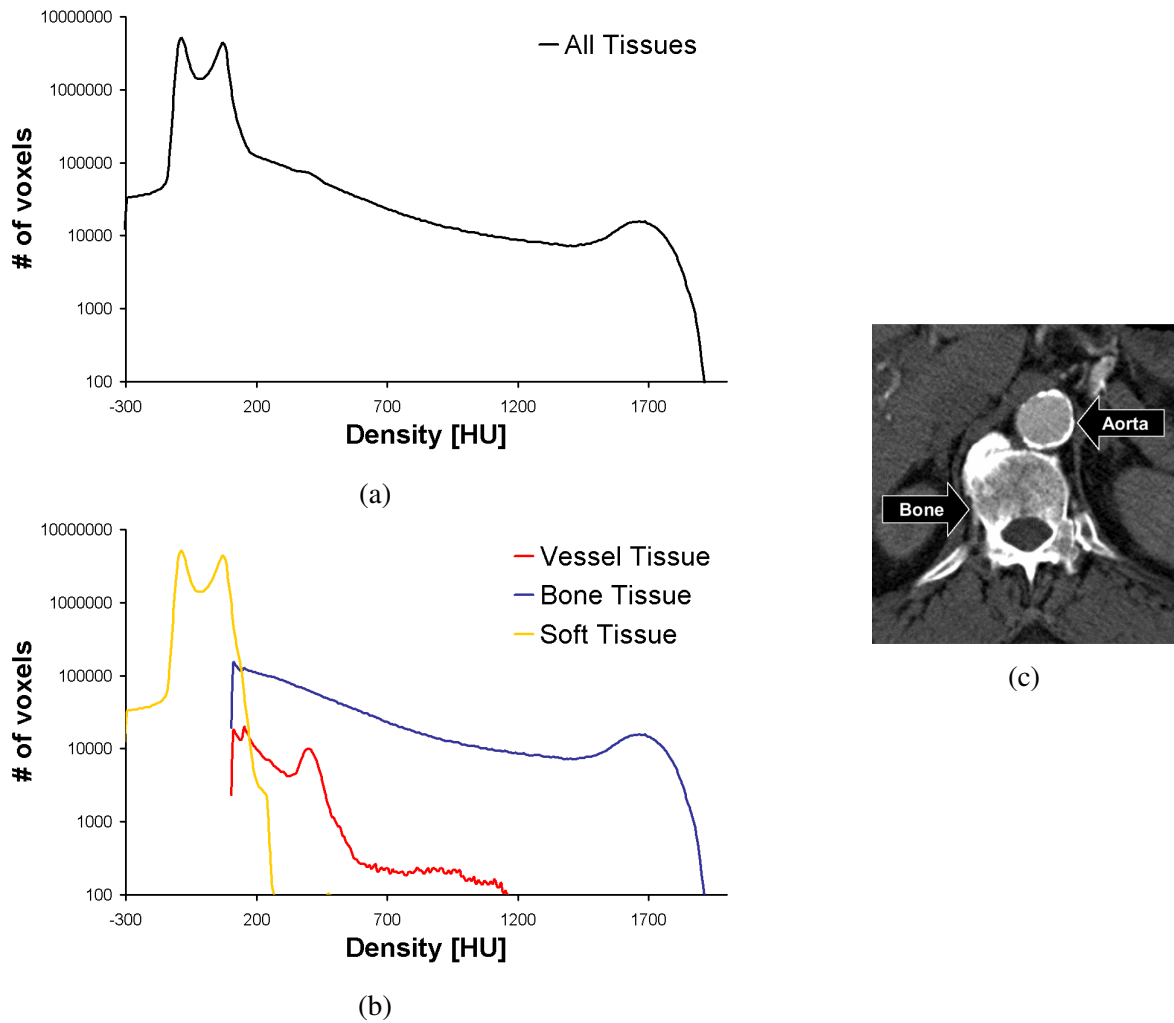 10000000
1000000
100000
10000
1000
100
# of voxels
All Tissues
-300 200 700 1200 1700
Density [HU]
(a)
10000000
1000000
100000
10000
1000
100
# of voxels
Vessel Tissue
Bone Tissue
Soft Tissue
-300 200 700 1200 1700
Density [HU]
(b)
Aorta
Bone
(c)